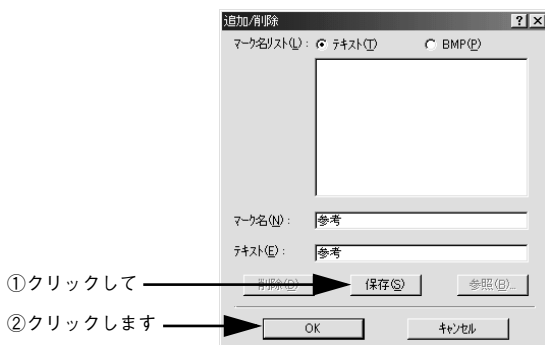 追加/削除
マーク名リスト(L): テキスト(T) BMP(P)
マーク名(N): 参考
テキスト(E): 参考
①クリックして 削除(D) 保存(S) 参照(B)...
②クリックします OK キャンセル